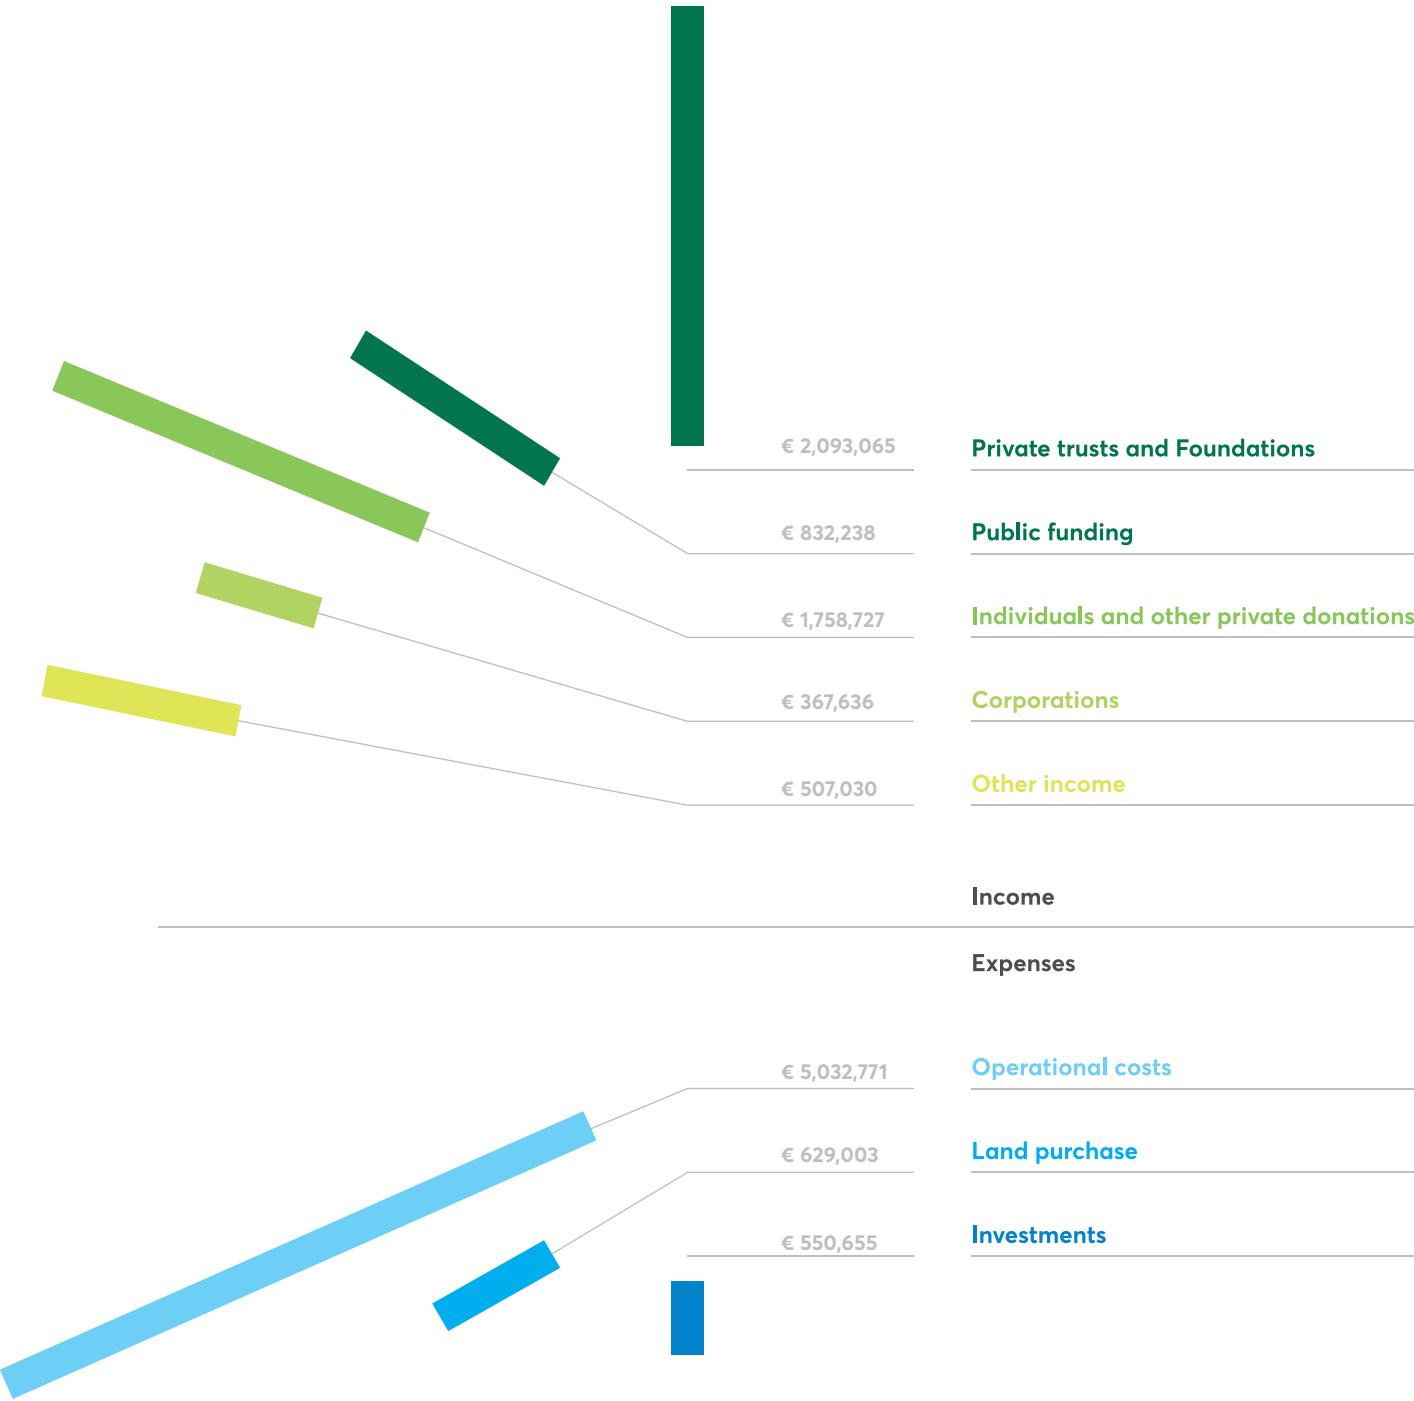 € 2,093,065 Private trusts and Foundations
€ 832,238 Public funding
€ 1,758,727 Individuals and other private donations
€ 367,636 Corporations
€ 507,030 Other income
Income
Expenses
€ 5,032,771 Operational costs
€ 629,003 Land purchase
€ 550,655 Investments